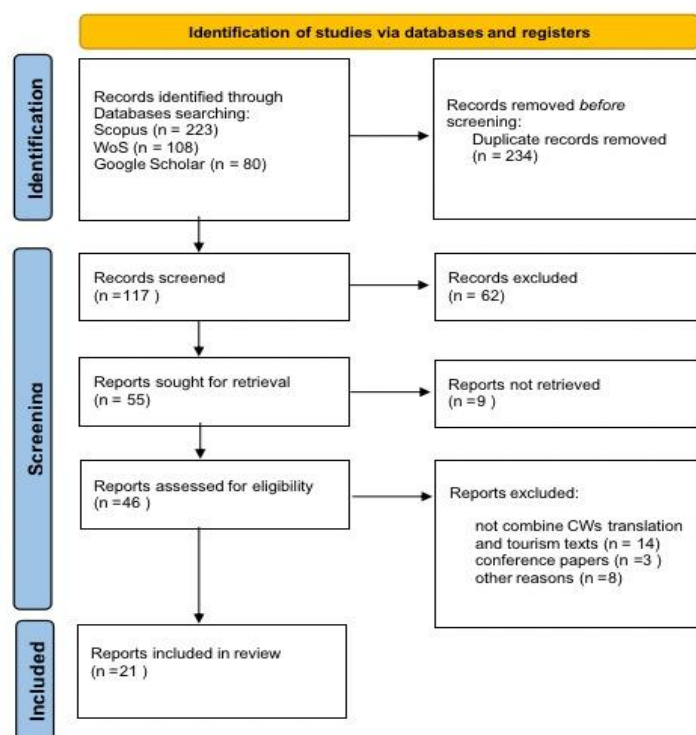 Identification of studies via databases and registers
Identification
Records identified through
Databases searching:
Scopus (n = 223)
WoS (n = 108)
Google Scholar (n = 80)
Records removed before
screening:
Duplicate records removed
(n = 234)
Screening
Records screened
(n =117 )
Records excluded
(n = 62)
Reports sought for retrieval
(n = 55)
Reports not retrieved
(n =9 )
Reports assessed for eligibility
(n =46 )
Reports excluded:
not combine CWs translation
and tourism texts (n = 14)
conference papers (n =3 )
other reasons (n =8)
Included
Reports included in review
(n =21 )